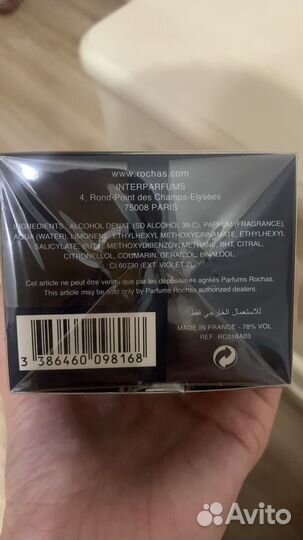 www.rochas.com
INTERPARFUMS
4, Rond-Point des Champs-Elysées
75008 PARIS
INGREDIENTS : ALCOHOL DENAT. (SD ALCOHOL 39-C), PARFUM (FRAGRANCE),
AQUA (WATER), LIMONENE, ETHYLHEXYL METHOXYCINNAMATE, ETHYLHEXYL
SALICYLATE, BUTYL METHOXYDIBENZOYLMETHANE, BHT, CITRAL,
CITRONELLOL, COUMARIN, GERANIOL, LINALOOL,
CI 60730 (EXT. VIOLET 2).
Cet article ne peut être vendu que par les dépositaires agréés Parfums Rochas.
This article may be sold only by Parfums Rochas authorized dealers.
للاستعمال الخارجي فقط
MADE IN FRANCE - 78% VOL
REF. RC016A03
3 386460 098168
Avito